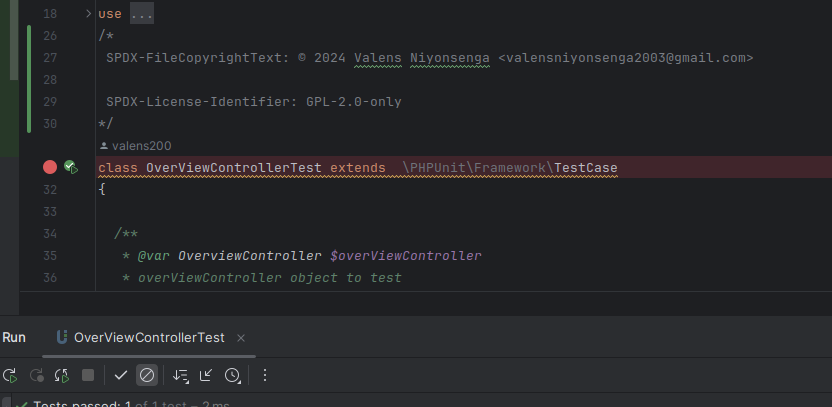 18 use ...
26 /*
27 SPDX-FileCopyrightText: © 2024 Valens Niyonsenga <valensniyonsenga2003@gmail.com>
28
29 SPDX-License-Identifier: GPL-2.0-only
30 */
valens200
class OverViewControllerTest extends \PHPUnit\Framework\TestCase
32 {
33
34 /**
35 * @var OverviewController $overViewController
36 * overViewController object to test
Run OverViewControllerTest ×
Tests passed: 1 of 1 test – 2 ms